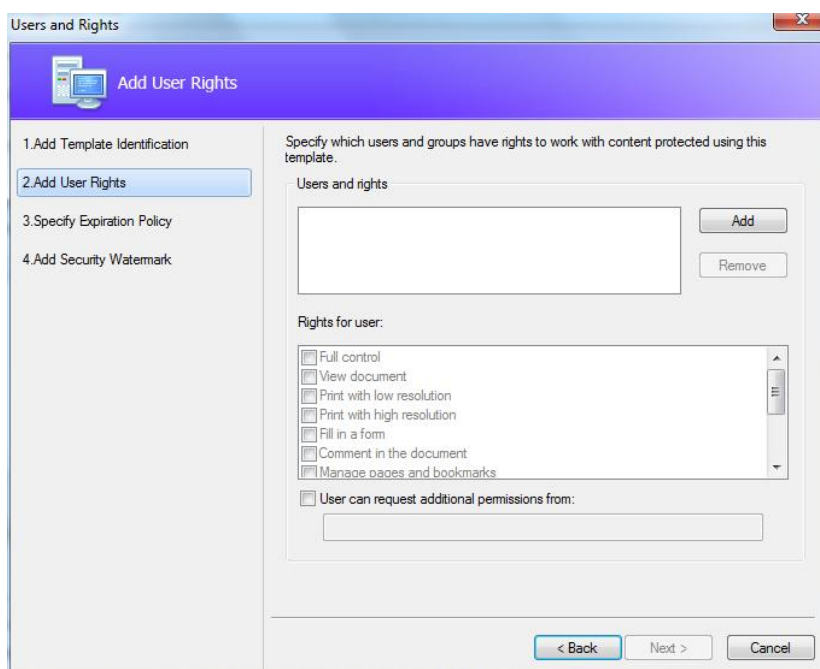 Users and Rights
Add User Rights
1.Add Template Identification
2.Add User Rights
3.Specify Expiration Policy
4.Add Security Watermark
Specify which users and groups have rights to work with content protected using this
template.
Users and rights
Add
Remove
Rights for user:
Full control
View document
Print with low resolution
Print with high resolution
Fill in a form
Comment in the document
Manage pages and bookmarks
User can request additional permissions from:
< Back
Next >
Cancel